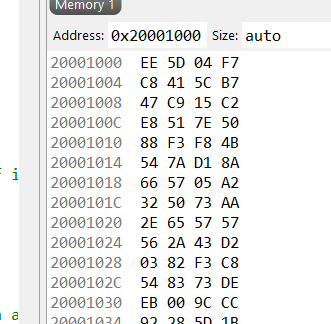 Memory 1
Address: 0x20001000 Size: auto
20001000 EE 5D 04 F7
20001004 C8 41 5C B7
20001008 47 C9 15 C2
2000100C E8 51 7E 50
20001010 88 F3 F8 4B
20001014 54 7A D1 8A
20001018 66 57 05 A2
2000101C 32 50 73 AA
20001020 2E 65 57 57
20001024 56 2A 43 D2
20001028 03 82 F3 C8
2000102C 54 83 73 DE
20001030 EB 00 9C CC
20001034 92 28 5D 1B